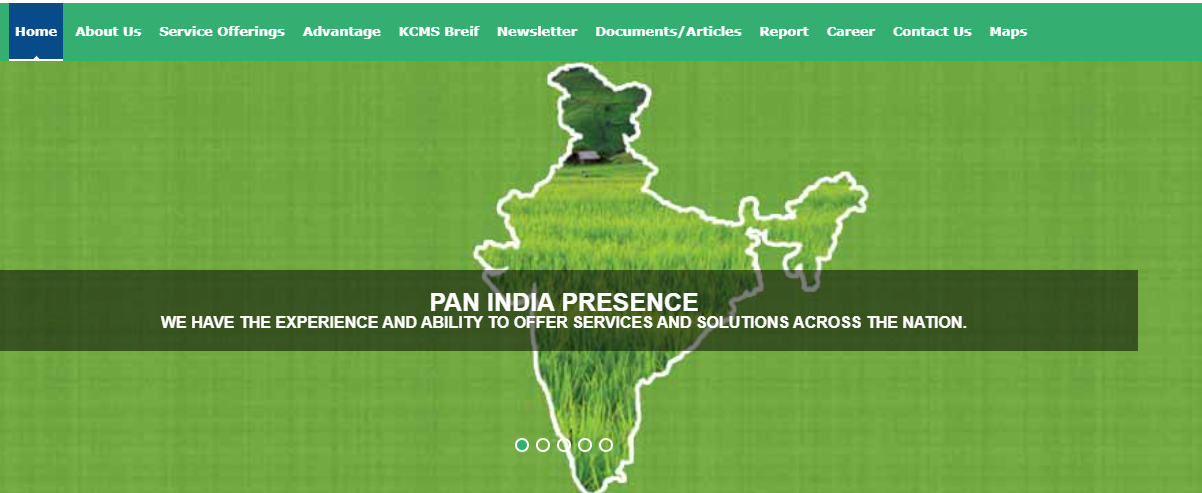 Home About Us Service Offerings Advantage KCMS Breif Newsletter Documents/Articles Report Career Contact Us Maps
PAN INDIA PRESENCE
WE HAVE THE EXPERIENCE AND ABILITY TO OFFER SERVICES AND SOLUTIONS ACROSS THE NATION.